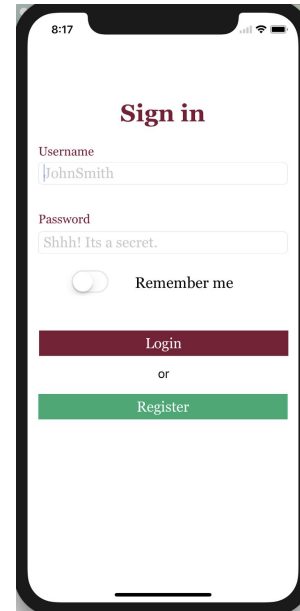 8:17
Sign in
Username
JohnSmith
Password
Shhh! Its a secret.
Remember me
Login
or
Register